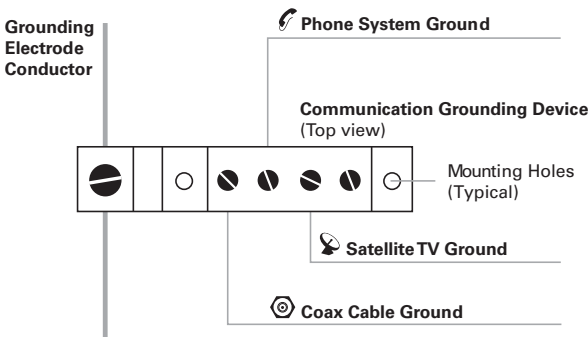 Grounding
Electrode
Conductor
Phone System Ground
Communication Grounding Device
(Top view)
Mounting Holes
(Typical)
Satellite TV Ground
Coax Cable Ground